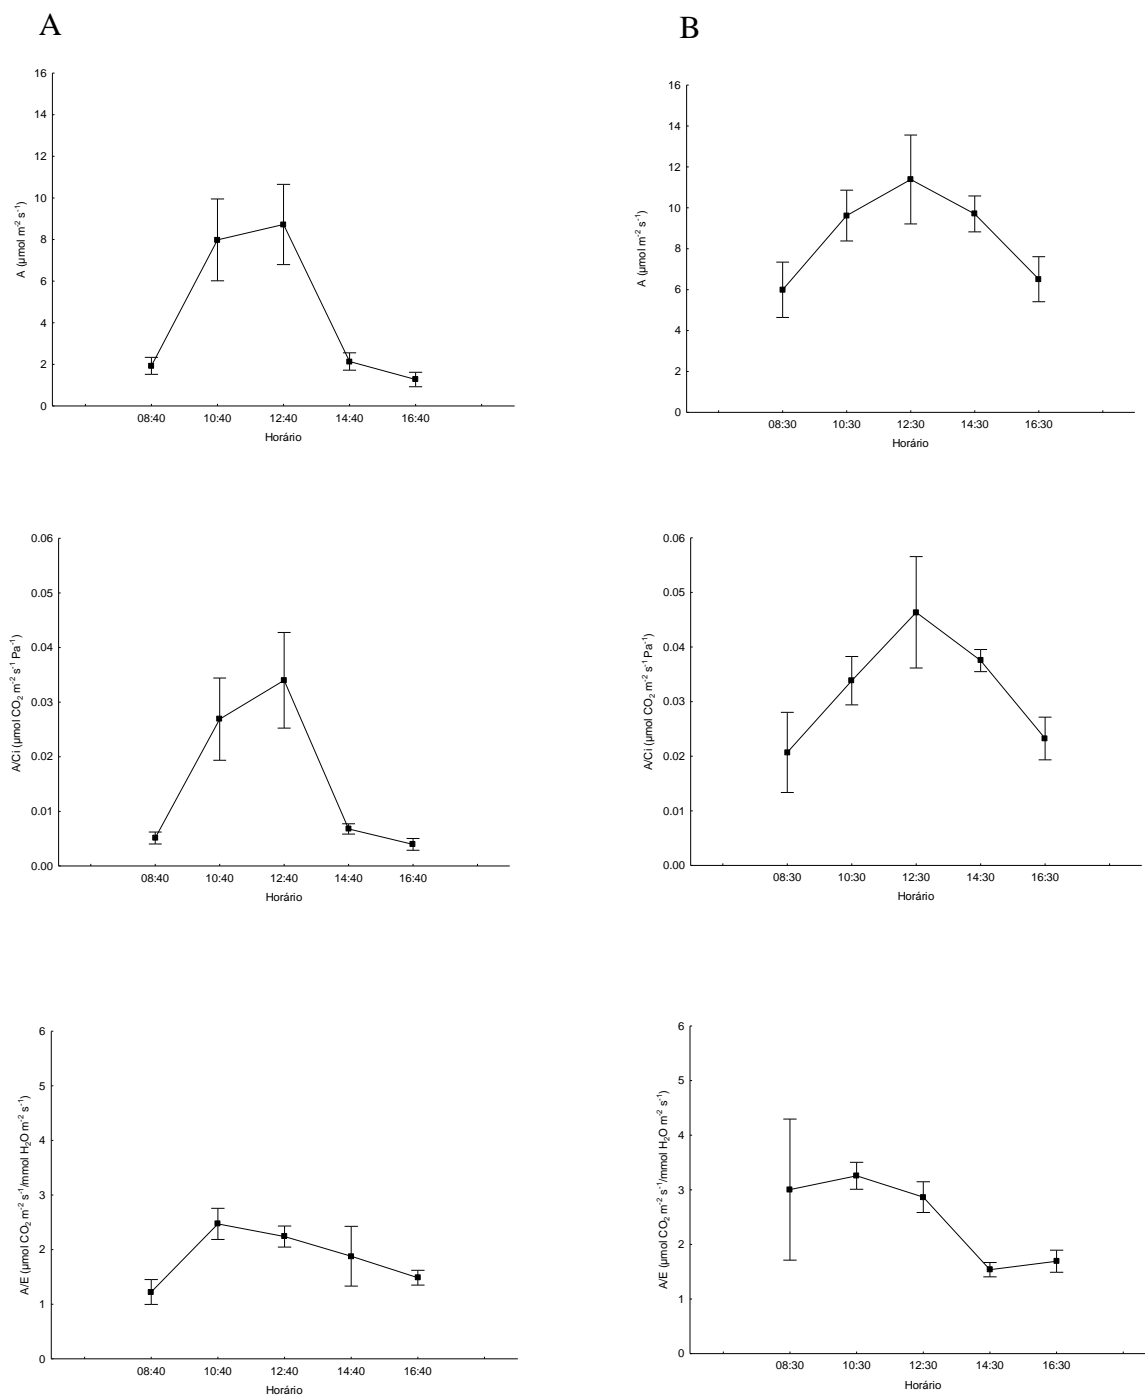 A
16
14
12
10
8
6
4
2
0
A (µmol m⁻² s⁻¹)
08:40 10:40 12:40 14:40 16:40
Horário
B
16
14
12
10
8
6
4
2
0
A (µmol m⁻² s⁻¹)
08:30 10:30 12:30 14:30 16:30
Horário
0.06
0.05
0.04
0.03
0.02
0.01
0.00
A/Ci (µmol CO₂ m⁻² s⁻¹ Pa⁻¹)
08:40 10:40 12:40 14:40 16:40
Horário
0.06
0.05
0.04
0.03
0.02
0.01
0.00
A/Ci (µmol CO₂ m⁻² s⁻¹ Pa⁻¹)
08:30 10:30 12:30 14:30 16:30
Horário
6
5
4
3
2
1
0
A/E (µmol CO₂ m⁻² s⁻¹/mmol H₂O m⁻² s⁻¹)
08:40 10:40 12:40 14:40 16:40
Horário
6
5
4
3
2
1
0
A/E (µmol CO₂ m⁻² s⁻¹/mmol H₂O m⁻² s⁻¹)
08:30 10:30 12:30 14:30 16:30
Horário